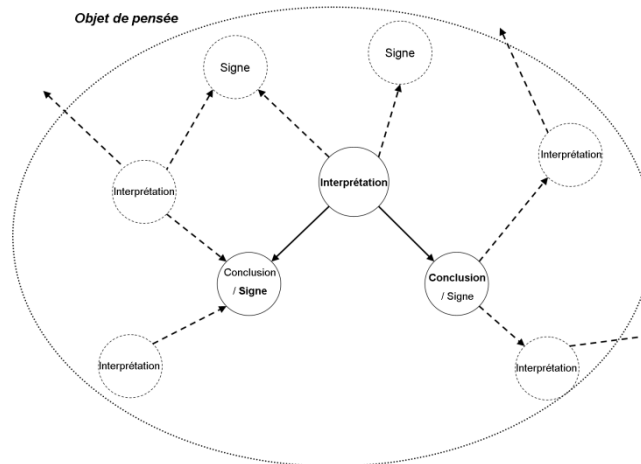 Objet de pensée
Signe
Signe
Interprétation
Interprétation
Interprétation
Conclusion
/ Signe
Conclusion
/ Signe
Interprétation
Interprétation